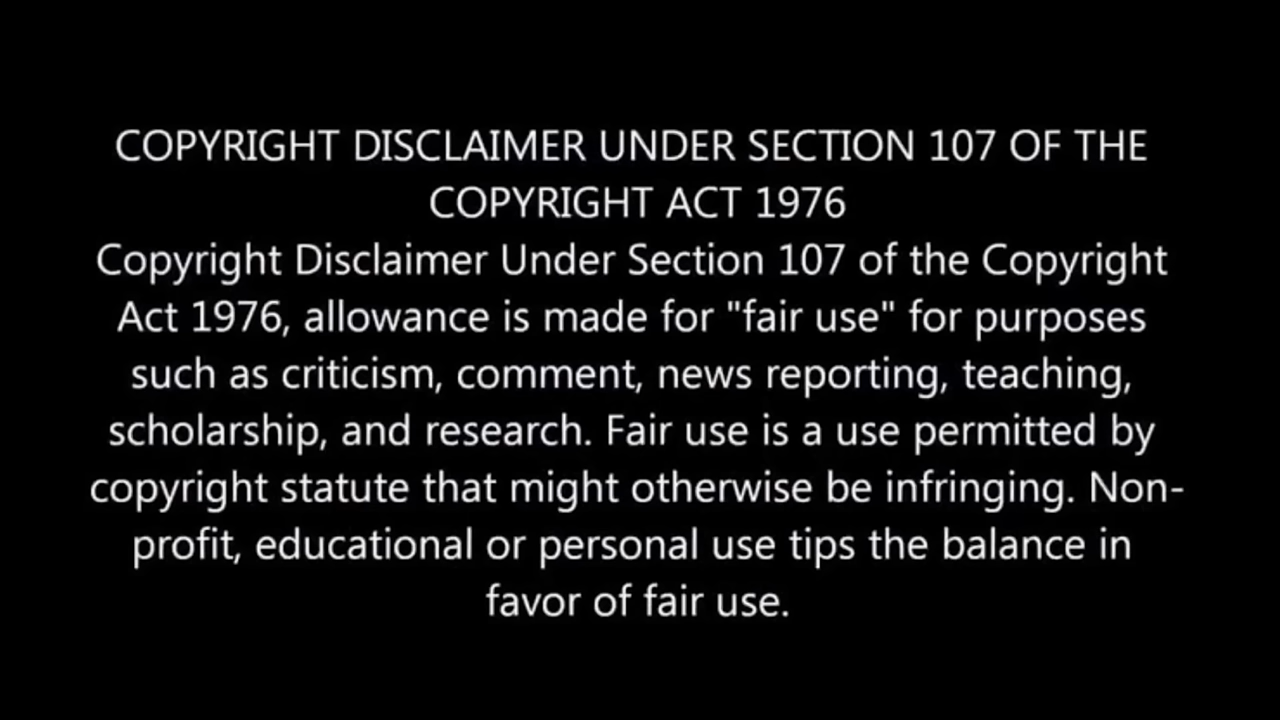 COPYRIGHT DISCLAIMER UNDER SECTION 107 OF THE
COPYRIGHT ACT 1976
Copyright Disclaimer Under Section 107 of the Copyright
Act 1976, allowance is made for "fair use" for purposes
such as criticism, comment, news reporting, teaching,
scholarship, and research. Fair use is a use permitted by
copyright statute that might otherwise be infringing. Non-
profit, educational or personal use tips the balance in
favor of fair use.